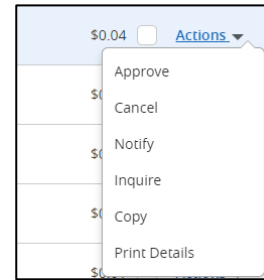 $0.04 Actions
Approve
Cancel
Notify
Inquire
Copy
Print Details